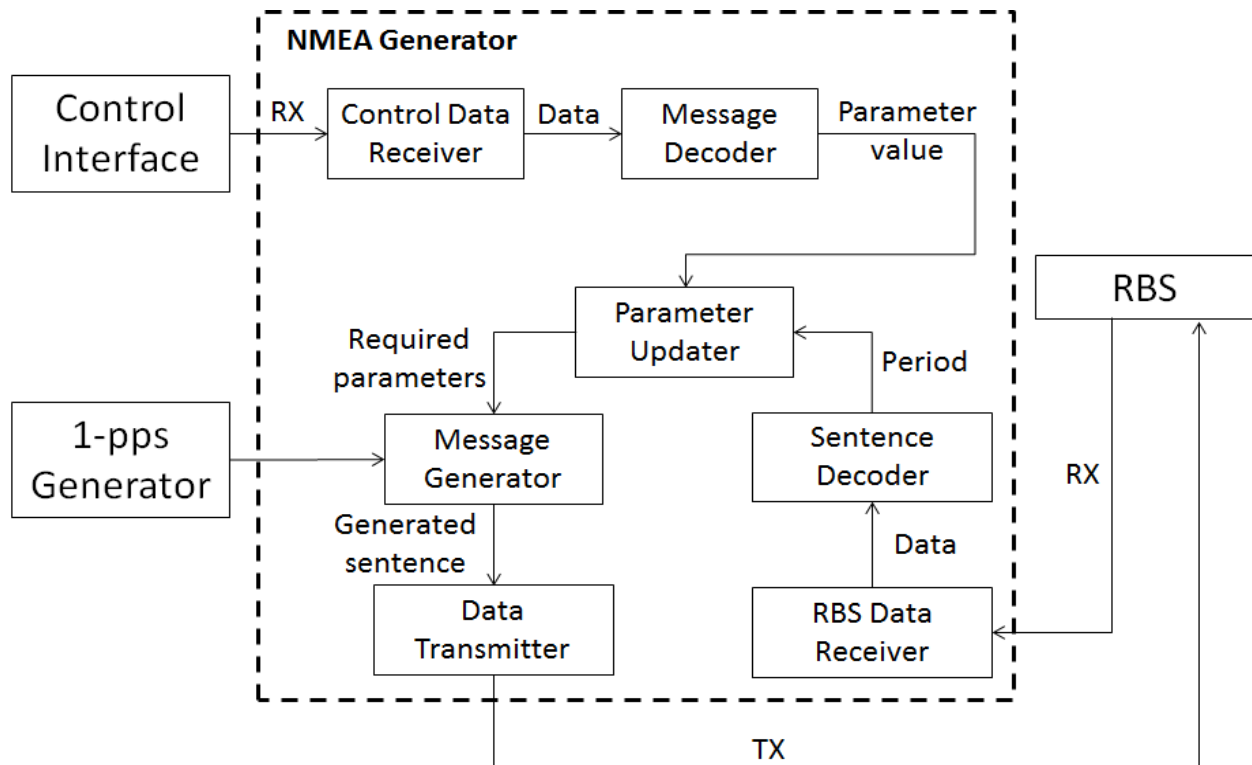 NMEA Generator
Control
Interface
RX
Control Data
Receiver
Data
Message
Decoder
Parameter
value
RBS
Parameter
Updater
Required
parameters
Period
1-pps
Generator
Message
Generator
Sentence
Decoder
RX
Generated
sentence
Data
Data
Transmitter
RBS Data
Receiver
TX